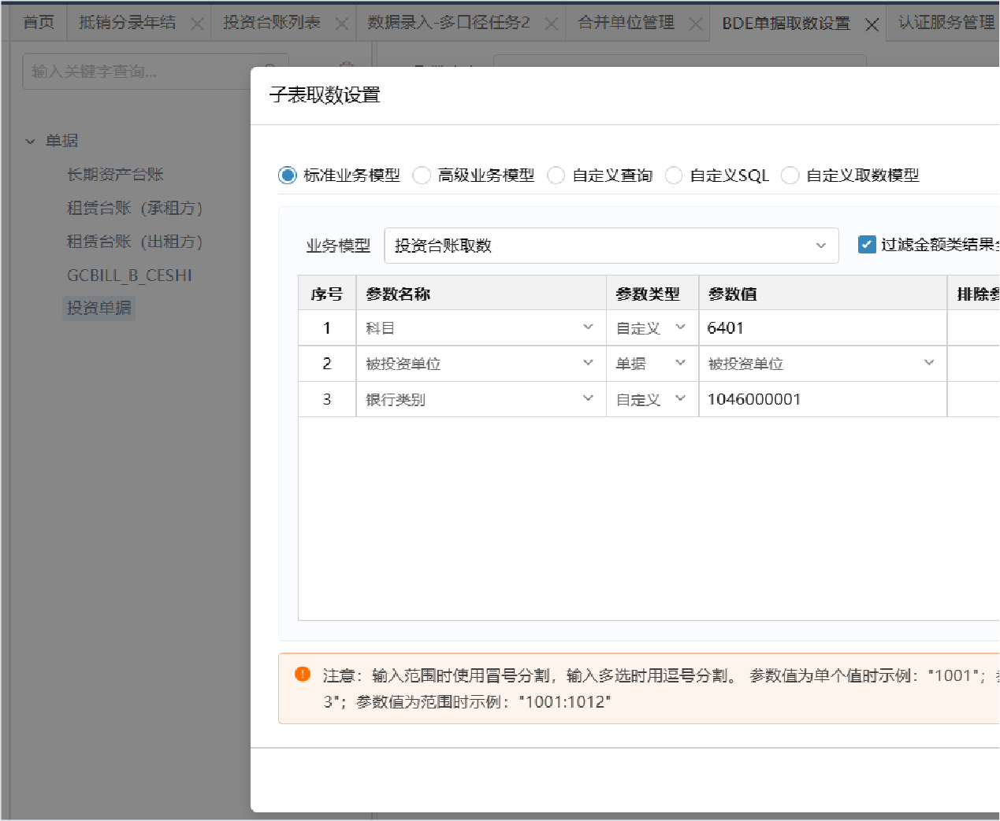 首页 抵销分录年结 投资台账列表 数据录入-多口径任务2 合并单位管理 BDE单据取数设置 认证服务管理
输入关键字查询...
子表取数设置
单据
长期资产台账
租赁台账（承租方）
租赁台账（出租方）
GCBILL_B_CESHI
投资单据
标准业务模型 高级业务模型 自定义查询 自定义SQL 自定义取数模型
业务模型 投资台账取数 过滤金额类结果
序号 参数名称 参数类型 参数值 排除
1 科目 自定义 6401
2 被投资单位 单据 被投资单位
3 银行类别 自定义 1046000001
注意：输入范围时使用冒号分割，输入多选时用逗号分割。 参数值为单个值时示例："1001"；
3"；参数值为范围时示例："1001:1012"